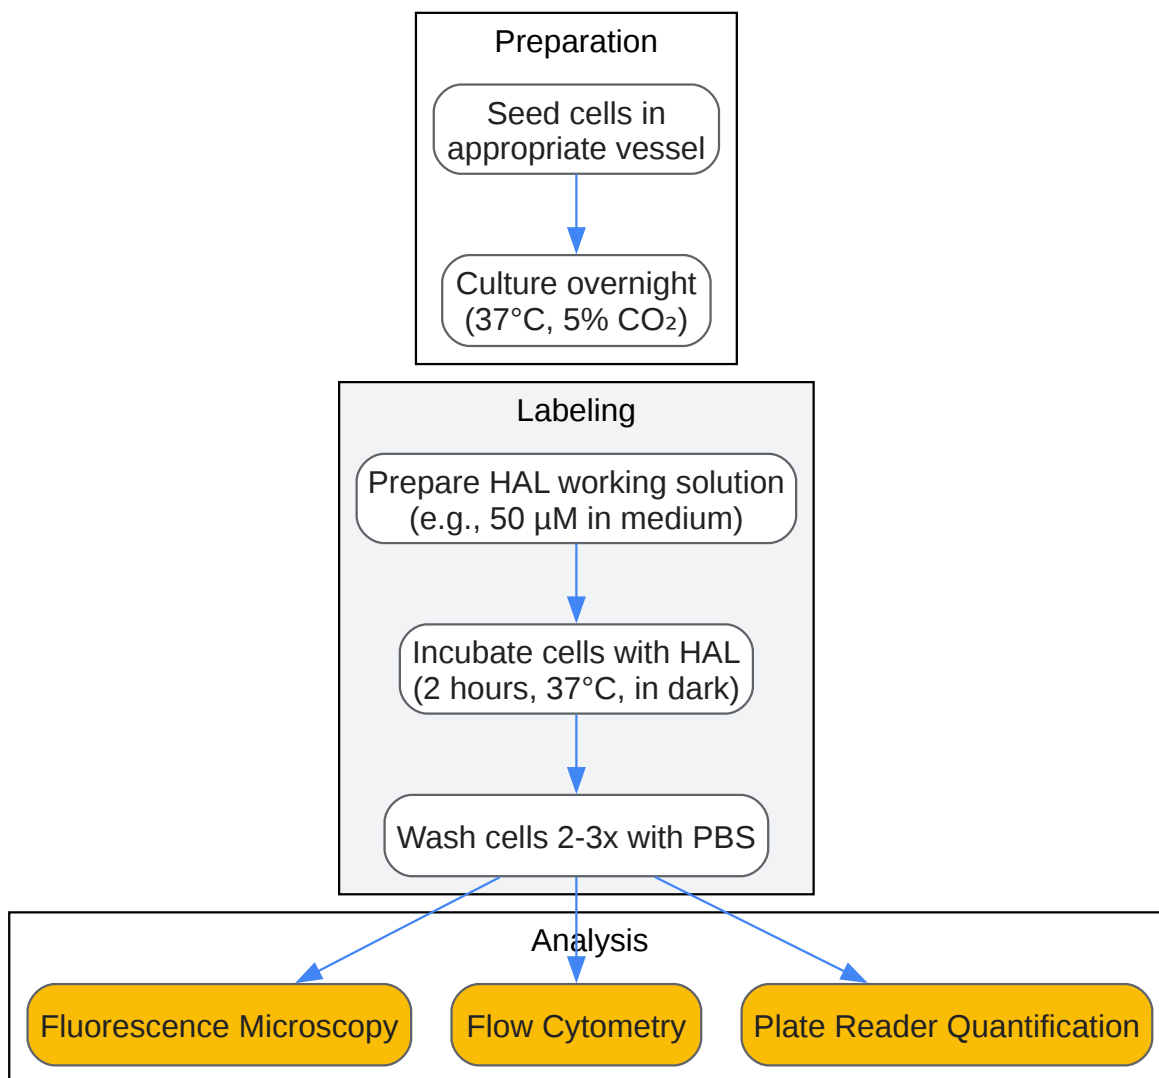 Preparation
Seed cells in
appropriate vessel
Culture overnight
(37°C, 5% CO₂)
Labeling
Prepare HAL working solution
(e.g., 50 µM in medium)
Incubate cells with HAL
(2 hours, 37°C, in dark)
Wash cells 2-3x with PBS
Analysis
Fluorescence Microscopy
Flow Cytometry
Plate Reader Quantification